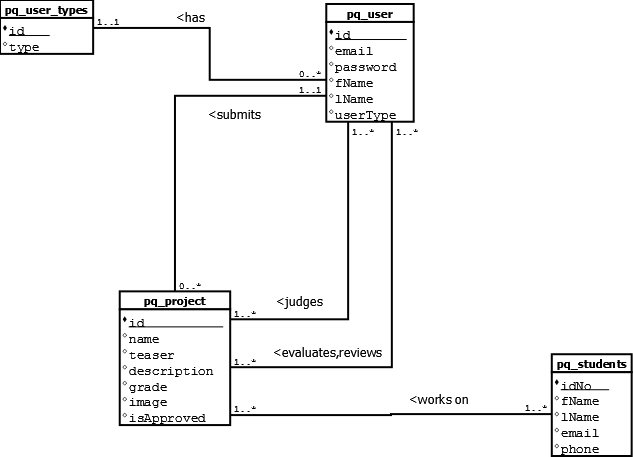 pq_user_types
id
type
1..1
<has
0..*
pq_user
id
email
password
fName
lName
userType
1..1
<submits
1..*
1..*
0..*
pq_project
id
name
teaser
description
grade
image
isApproved
<judges
1..*
<evaluates,reviews
1..*
1..*
<works on
1..*
pq_students
idNo
fName
lName
email
phone